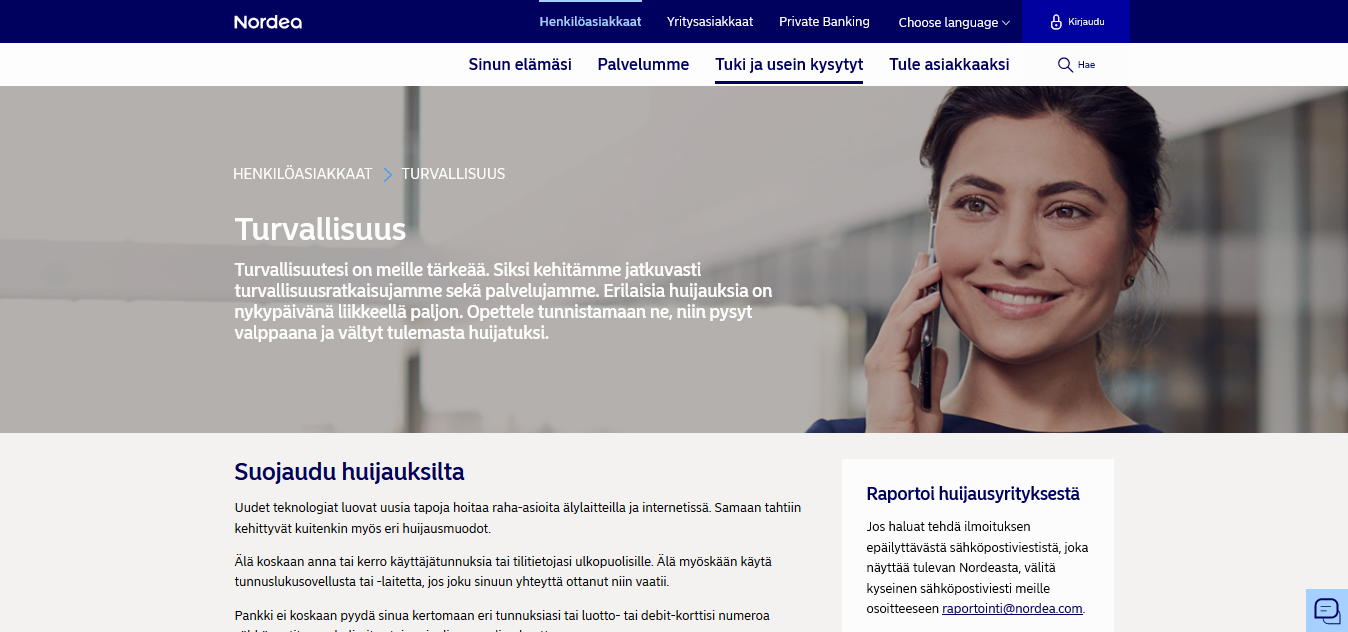 Nordea
Henkilöasiakkaat Yritysasiakkaat Private Banking Choose language Kirjaudu
Sinun elämäsi Palvelumme Tuki ja usein kysytyt Tule asiakkaaksi Hae
HENKILÖASIAKKAAT TURVALLISUUS
Turvallisuus
Turvallisuutesi on meille tärkeää. Siksi kehitämme jatkuvasti
turvallisuusratkaisujamme sekä palvelujamme. Erilaisia huijauksia on
nykypäivänä liikkeellä paljon. Opettele tunnistamaan ne, niin pysyt
valppaana ja vältyt tulemasta huijatuksi.
Suojaudu huijauksilta
Uudet teknologiat luovat uusia tapoja hoitaa raha-asioita älylaitteilla ja internetissä. Samaan tahtiin
kehittyvät kuitenkin myös eri huijausmuodot.
Älä koskaan anna tai kerro käyttäjätunnuksia tai tilitietojasi ulkopuolisille. Älä myöskään käytä
tunnuslukusovellusta tai -laitetta, jos joku sinuun yhteyttä ottanut niin vaatii.
Pankki ei koskaan pyydä sinua kertomaan eri tunnuksiasi tai luotto- tai debit-korttisi numeroa
Raportoi huijausyrityksestä
Jos haluat tehdä ilmoituksen
epäilyttävästä sähköpostiviestistä, joka
näyttää tulevan Nordeasta, välitä
kyseinen sähköpostiviesti meille
osoitteeseen raportointi@nordea.com.